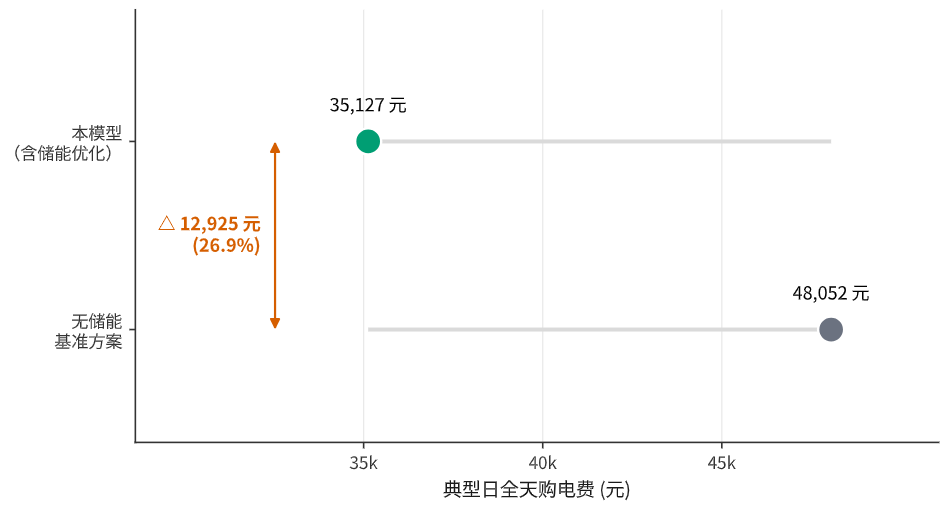 35,127 元
本模型
（含储能优化）
△ 12,925 元
(26.9%)
48,052 元
无储能
基准方案
35k
40k
45k
典型日全天购电费 (元)